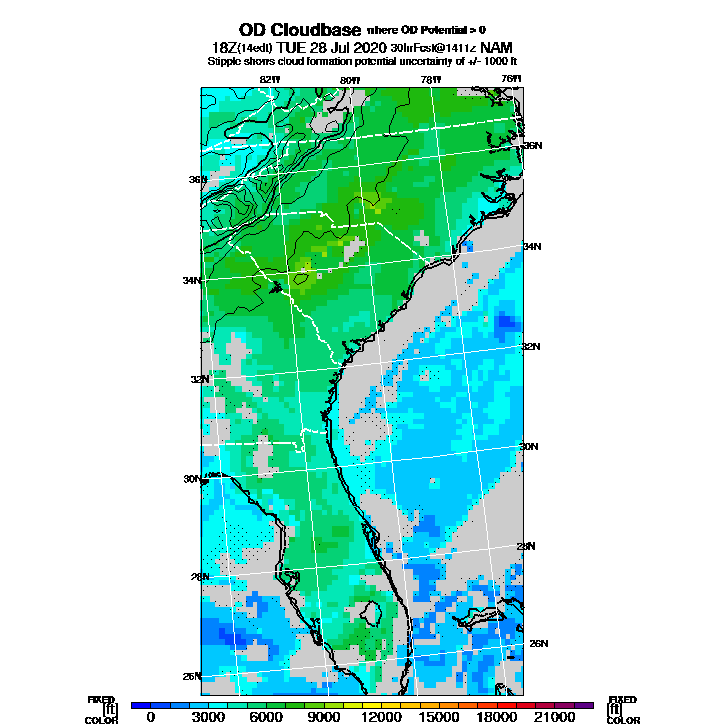 OD Cloudbase where OD Potential > 0
18Z(14edt) TUE 28 Jul 2020 30hrFcst@1411z NAM
Stipple shows cloud formation potential uncertainty of +/- 1000 ft
82W 80W 78W 76W
36N 36N
34N 34N
32N 32N
30N 30N
28N 28N
26N 26N
FIXED FIXED
[ft] [ft]
COLOR COLOR
0 3000 6000 9000 12000 15000 18000 21000